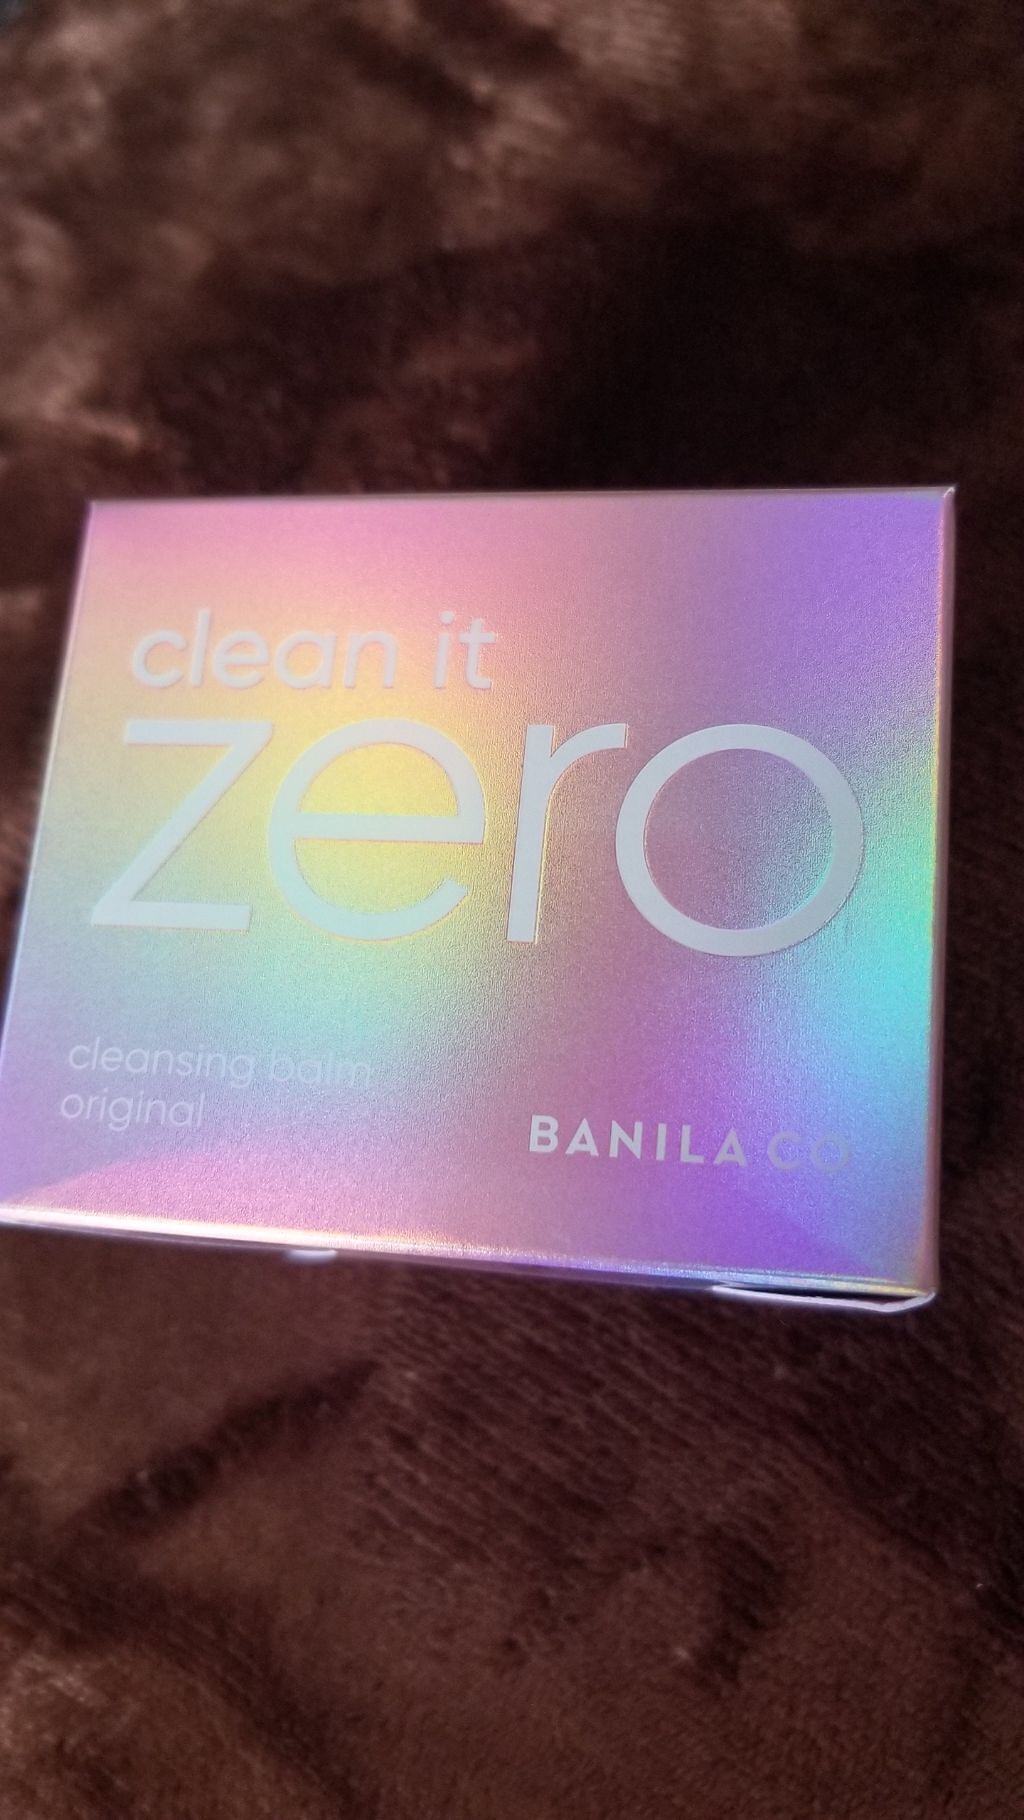 clean it
zero
cleansing balm
original
BANILA CO